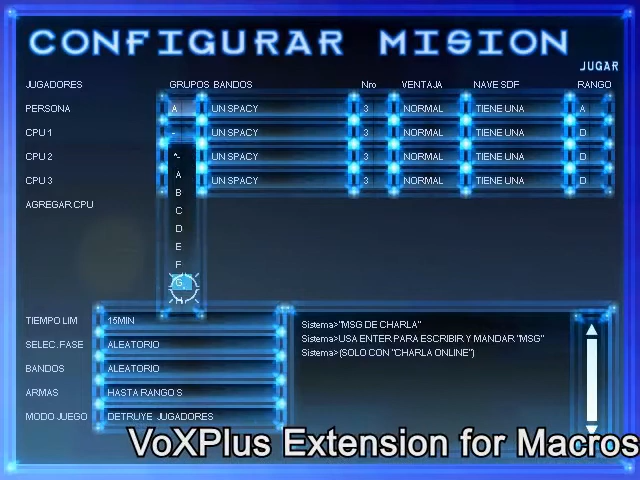 CONFIGURAR MISION
JUGAR
JUGADORES GRUPOS BANDOS Nro VENTAJA NAVE SDF RANGO
PERSONA A UN SPACY 3 NORMAL TIENE UNA A
CPU 1 - UN SPACY 3 NORMAL TIENE UNA D
CPU 2 *- UN SPACY 3 NORMAL TIENE UNA D
CPU 3 A UN SPACY 3 NORMAL TIENE UNA D
B
AGREGAR CPU C
D
E
F
G
H
TIEMPO LIM 15MIN
SELEC.FASE ALEATORIO
BANDOS ALEATORIO
ARMAS HASTA RANGO S
MODO JUEGO DETRUYE JUGADORES
Sistema>"MSG DE CHARLA"
Sistema>USA ENTER PARA ESCRIBIR Y MANDAR "MSG"
Sistema>(SOLO CON "CHARLA ONLINE")
VoXPlus Extension for Macros